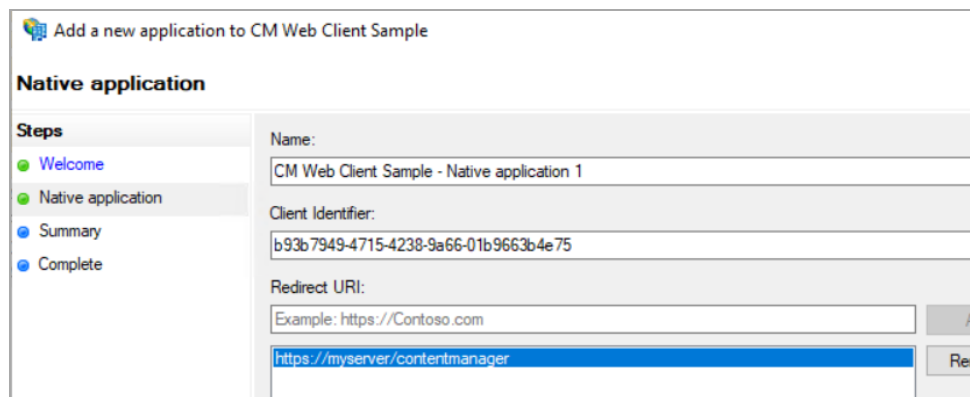 Add a new application to CM Web Client Sample
Native application
Steps
Welcome
Native application
Summary
Complete
Name:
CM Web Client Sample - Native application 1
Client Identifier:
b93b7949-4715-4238-9a66-01b9663b4e75
Redirect URI:
Example: https://Contoso.com
https://myserver/contentmanager